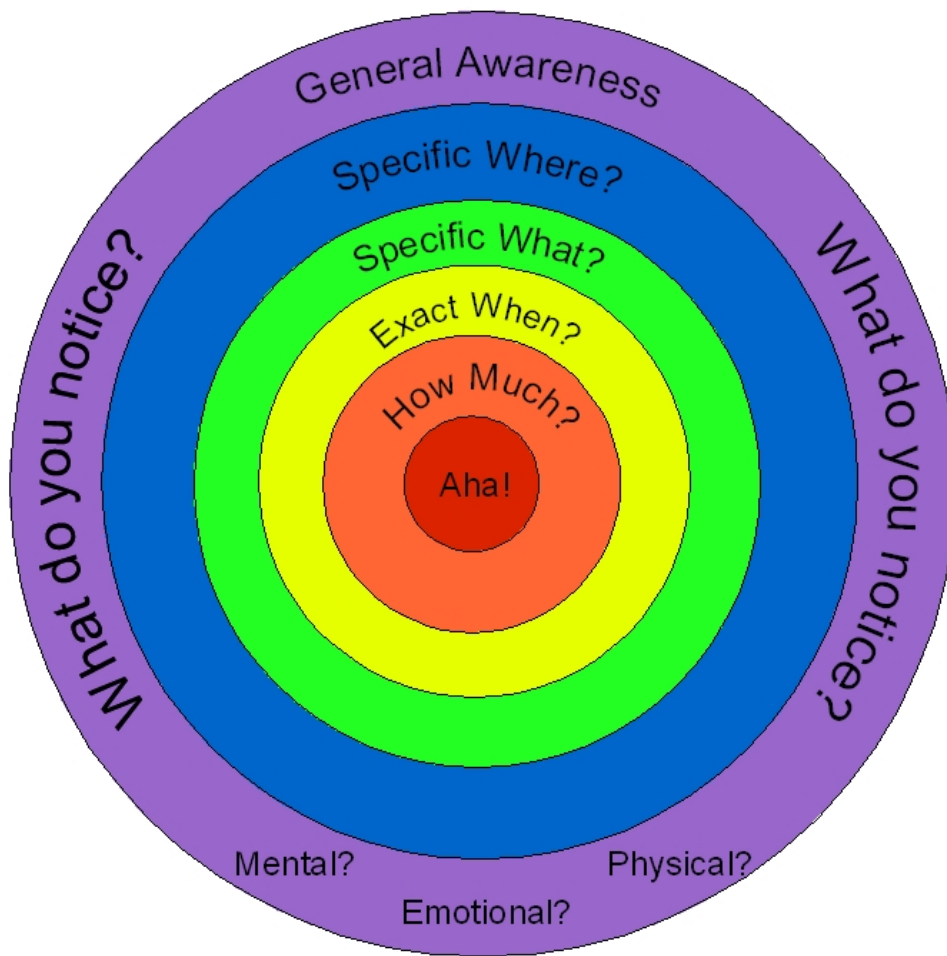 General Awareness
Specific Where?
Specific What?
What do you notice?
What do you notice?
Exact When?
How Much?
Aha!
Mental?
Physical?
Emotional?